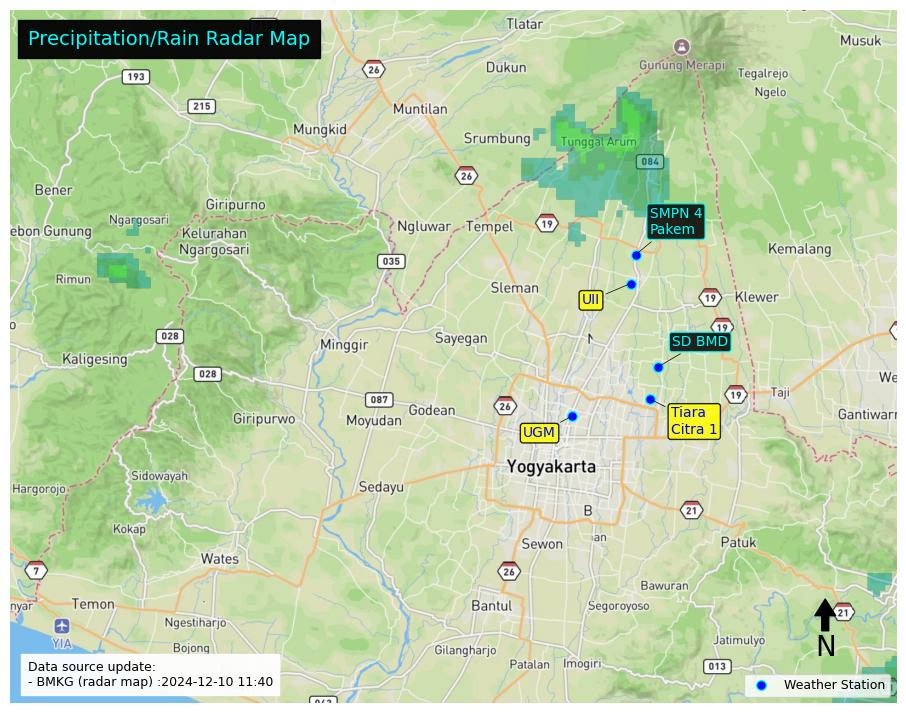 Precipitation/Rain Radar Map
Tlatar
Musuk
Gunung Merapi
Tegalrejo
Ngelo
26
Dukun
193
215
Muntilan
Mungkid
Srumbung
Tunggal Arum
084
26
Bener
Giripurno
Ngargosari
ebon Gunung
Kelurahan
Ngargosari
Ngluwar
Tempel
19
SMPN 4
Pakem
Kemalang
035
Rimun
Sleman
UII
19
Klewer
19
028
Minggir
Sayegan
N
SD BMD
Kaligesing
028
We
Taji
087
26
19
Godean
Moyudan
Giripurwo
UGM
Tiara
Citra 1
Gantiwarn
Yogyakarta
Hargorojo
Sidowayah
Sedayu
B
21
Kokap
an
Sewon
Patuk
Wates
7
26
Bawuran
nyar
Temon
Bantul
Segoroyoso
21
Ngestiharjo
YIA
Bojong
Gilangharjo
Jatimulyo
N
Patalan
Imogiri
013
Data source update:
- BMKG (radar map) :2024-12-10 11:40
Weather Station